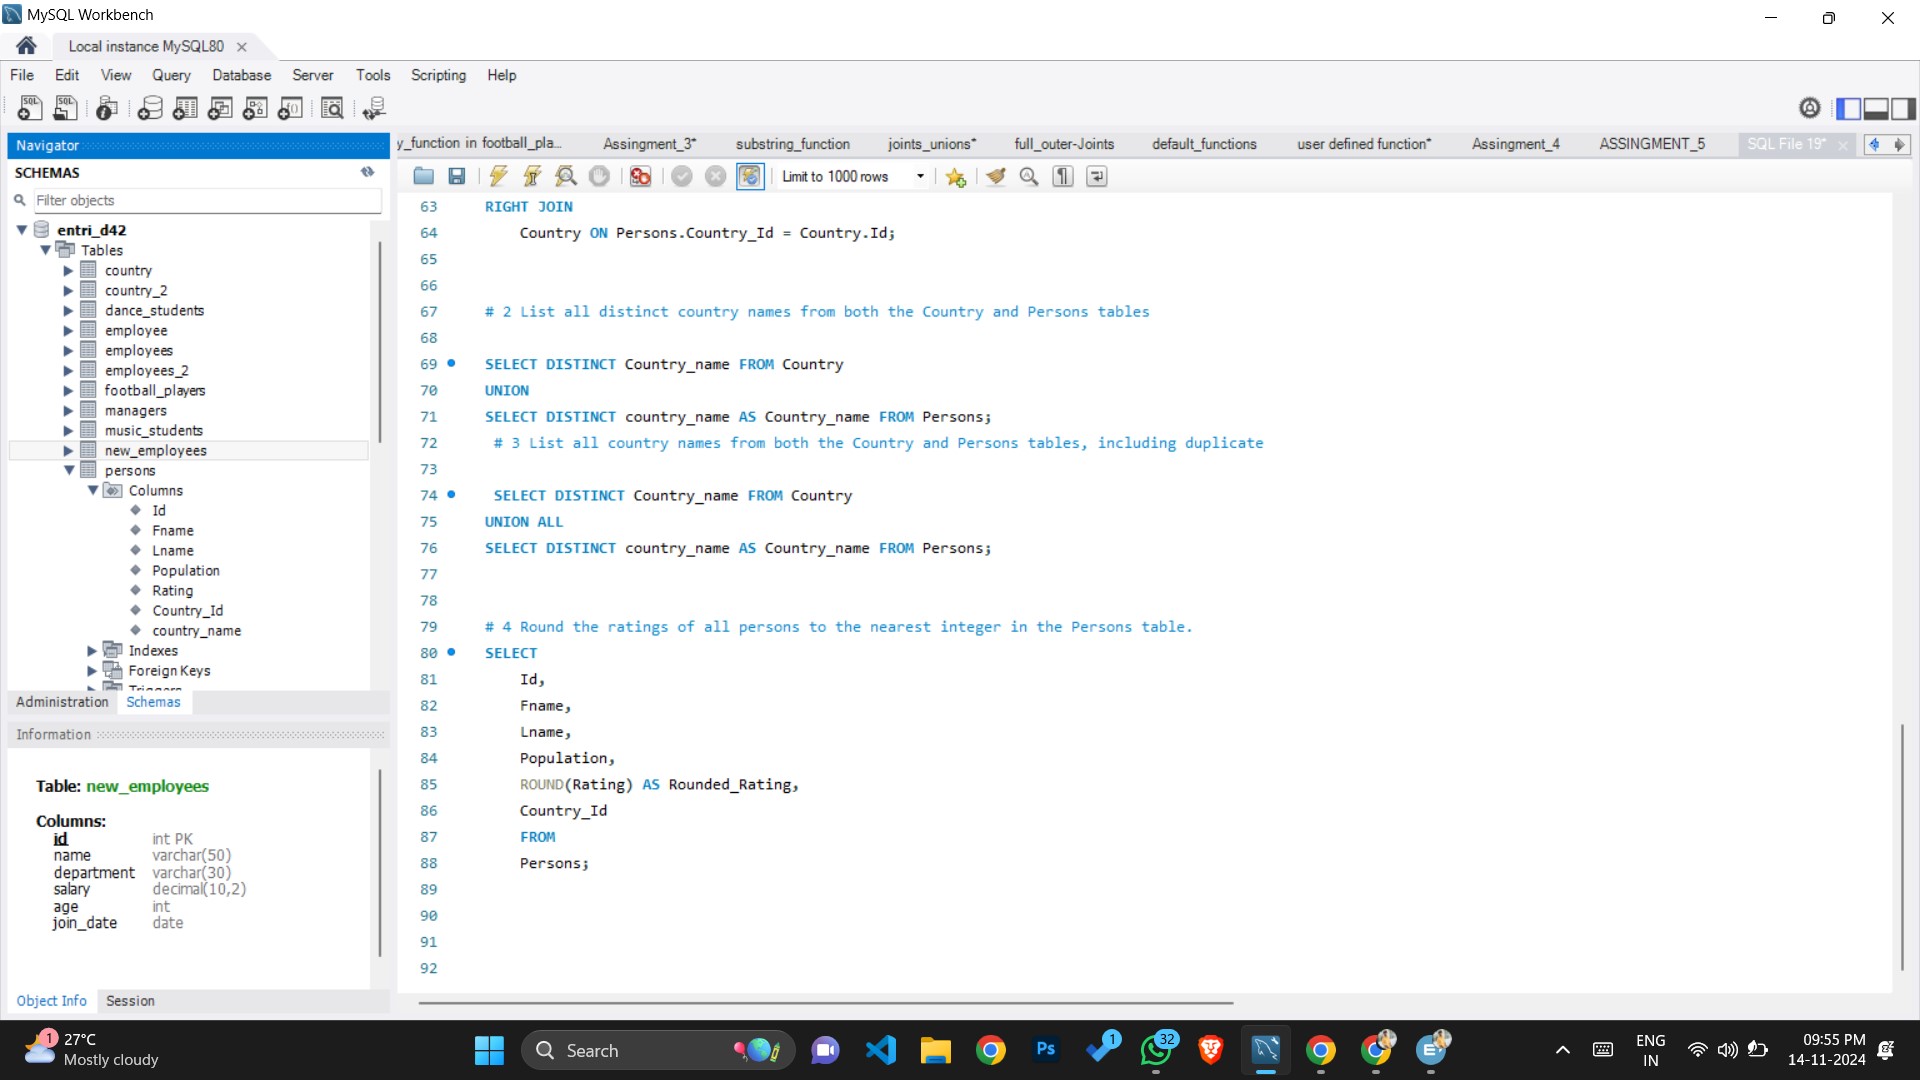 MySQL Workbench
Local instance MySQL80
File Edit View Query Database Server Tools Scripting Help
Navigator
SCHEMAS
Filter objects
entri_d42
Tables
country
country_2
dance_students
employee
employees
employees_2
football_players
managers
music_students
new_employees
persons
Columns
Id
Fname
Lname
Population
Rating
Country_Id
country_name
Indexes
Foreign Keys
Triggers
Administration Schemas
Information
Table: new_employees
Columns:
id int PK
name varchar(50)
department varchar(30)
salary decimal(10,2)
age int
join_date date
Object Info Session
y_function in football_pla... Assingment_3* substring_function joints_unions* full_outer-Joints default_functions user defined function* Assingment_4 ASSINGMENT_5 SQL File 19*
Limit to 1000 rows
63 RIGHT JOIN
64 Country ON Persons.Country_Id = Country.Id;
65
66
67 # 2 List all distinct country names from both the Country and Persons tables
68
69 SELECT DISTINCT Country_name FROM Country
70 UNION
71 SELECT DISTINCT country_name AS Country_name FROM Persons;
72 # 3 List all country names from both the Country and Persons tables, including duplicate
73
74 SELECT DISTINCT Country_name FROM Country
75 UNION ALL
76 SELECT DISTINCT country_name AS Country_name FROM Persons;
77
78
79 # 4 Round the ratings of all persons to the nearest integer in the Persons table.
80 SELECT
81 Id,
82 Fname,
83 Lname,
84 Population,
85 ROUND(Rating) AS Rounded_Rating,
86 Country_Id
87 FROM
88 Persons;
89
90
91
92
1
27°C
Mostly cloudy
Search
Ps
1
32
ENG
IN
09:55 PM
14-11-2024